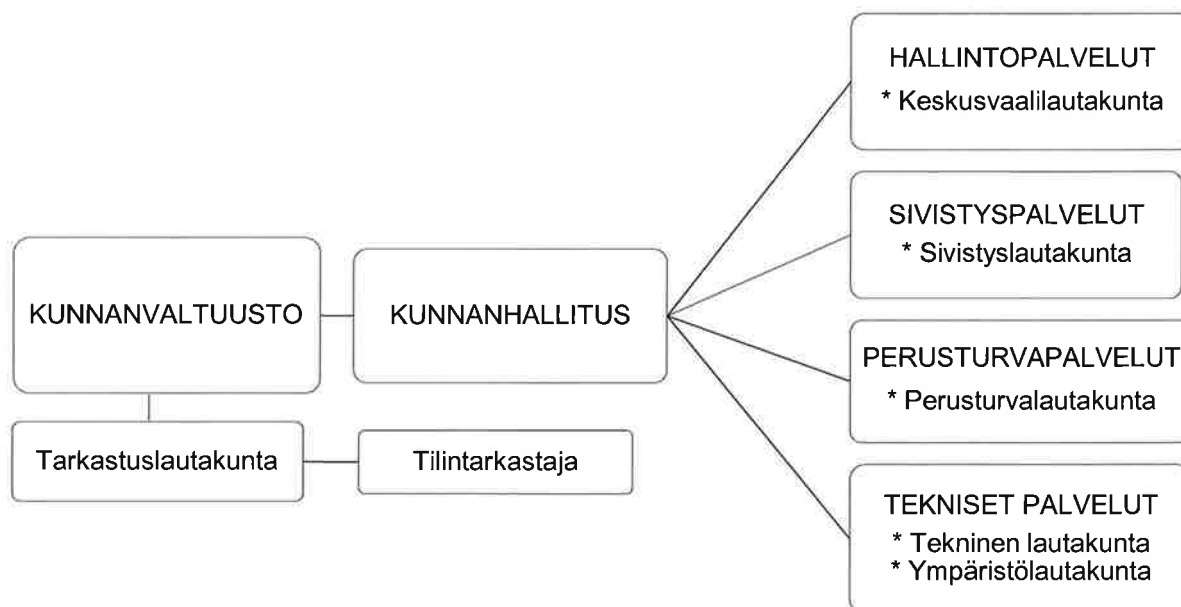 KUNNANVALTUUSTO
KUNNANHALLITUS
Tarkastuslautakunta
Tilintarkastaja
HALLINTOPALVELUT
* Keskusvaalilautakunta
SIVISTYSPALVELUT
* Sivistyslautakunta
PERUSTURVAPALVELUT
* Perusturvalautakunta
TEKNISET PALVELUT
* Tekninen lautakunta
* Ympäristölautakunta